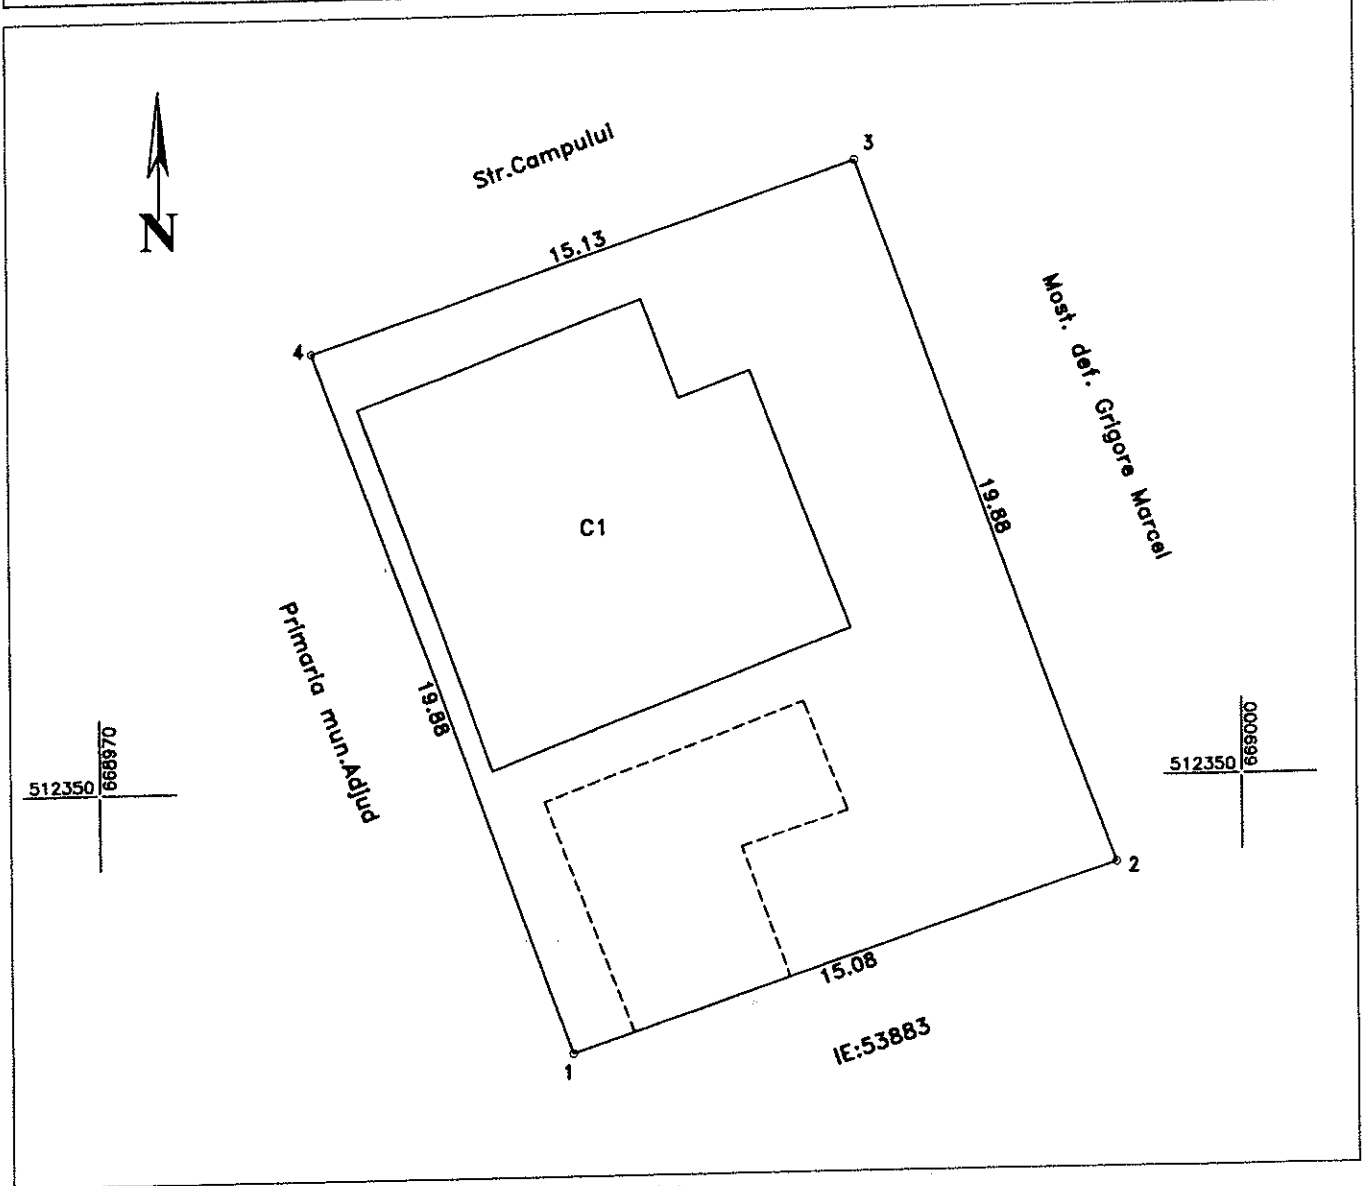 N
Str.Campului
3
15.13
4
Most. def. Grigore Marcel
19.88
C1
Primaria mun.Adjud
19.88
668970
512350
669000
512350
2
15.08
IE:53883
1